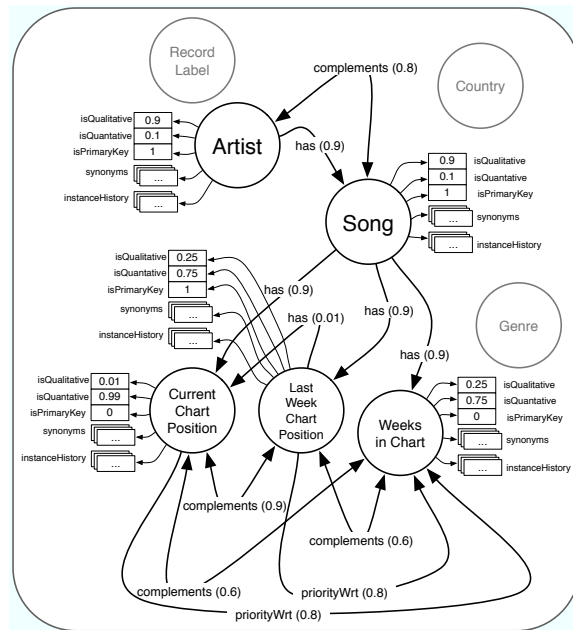 Record
Label
complements (0.8)
Country
isQualitative
0.9
isQuantative
0.1
isPrimaryKey
1
synonyms
...
instanceHistory
...
Artist
has (0.9)
0.9
isQualitative
0.1
isQuantative
1
isPrimaryKey
...
synonyms
...
instanceHistory
Song
isQualitative
0.25
isQuantative
0.75
isPrimaryKey
1
synonyms
...
instanceHistory
...
has (0.9)
has (0.01)
has (0.9)
has (0.9)
Genre
isQualitative
0.01
isQuantative
0.99
isPrimaryKey
0
synonyms
...
instanceHistory
...
Current
Chart
Position
Last
Week
Chart
Position
Weeks
in Chart
0.25
isQualitative
0.75
isQuantative
0
isPrimaryKey
...
synonyms
...
instanceHistory
complements (0.9)
complements (0.6)
complements (0.6)
priorityWrt (0.8)
priorityWrt (0.8)